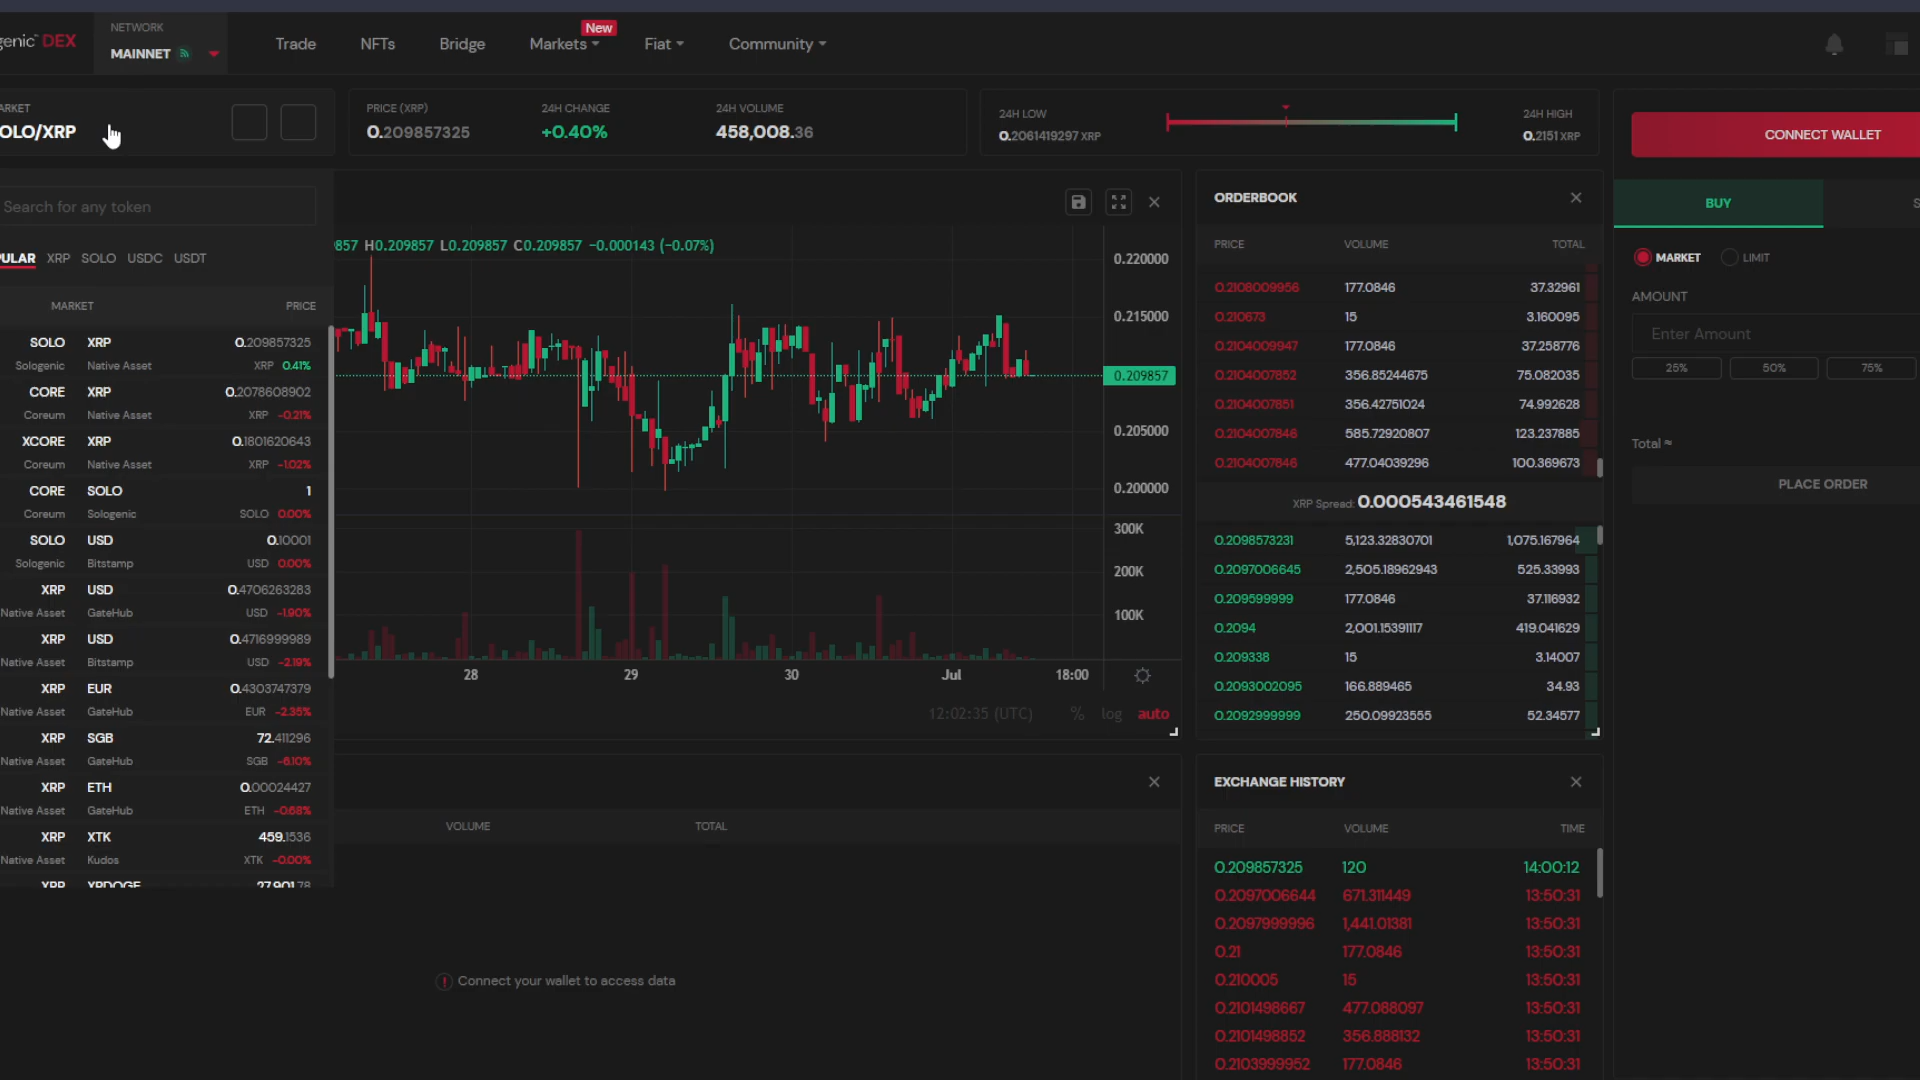 genic™ DEX
NETWORK
MAINNET
Trade
NFTs
Bridge
Markets
New
Fiat
Community
ARKET
OLO/XRP
PRICE (XRP)
0.209857325
24H CHANGE
+0.40%
24H VOLUME
458,008.36
24H LOW
0.2061419297 XRP
24H HIGH
0.2151 XRP
CONNECT WALLET
Search for any token
PULAR XRP SOLO USDC USDT
MARKET PRICE
SOLO XRP 0.209857325
Sologenic Native Asset XRP 0.41%
CORE XRP 0.2078608902
Coreum Native Asset XRP -0.21%
XCORE XRP 0.1801620643
Coreum Native Asset XRP -1.02%
CORE SOLO 1
Coreum Sologenic SOLO 0.00%
SOLO USD 0.10001
Sologenic Bitstamp USD 0.00%
XRP USD 0.4706263283
Native Asset GateHub USD -1.90%
XRP USD 0.4716999989
Native Asset Bitstamp USD -2.19%
XRP EUR 0.4303747379
Native Asset GateHub EUR -2.35%
XRP SGB 72.411296
Native Asset GateHub SGB -6.10%
XRP ETH 0.00024427
Native Asset GateHub ETH -0.68%
XRP XTK 459.1536
Native Asset Kudos XTK -0.00%
XRP XRDOGE 27,901.78
857 H0.209857 L0.209857 C0.209857 −0.000143 (−0.07%)
0.220000
0.215000
0.209857
0.205000
0.200000
300K
200K
100K
28 29 30 Jul 18:00
12:02:35 (UTC) % log auto
VOLUME TOTAL
Connect your wallet to access data
ORDERBOOK
PRICE VOLUME TOTAL
0.2108009956 177.0846 37.32961
0.210673 15 3.160095
0.2104009947 177.0846 37.258776
0.2104007852 356.85244675 75.082035
0.2104007851 356.42751024 74.992628
0.2104007846 585.72920807 123.237885
0.2104007846 477.04039296 100.369673
XRP Spread: 0.000543461548
0.2098573231 5,123.32830701 1,075.167964
0.2097006645 2,505.18962943 525.33993
0.209599999 177.0846 37.116932
0.2094 2,001.15391117 419.041629
0.209338 15 3.14007
0.2093002095 166.889465 34.93
0.2092999999 250.09923555 52.34577
EXCHANGE HISTORY
PRICE VOLUME TIME
0.209857325 120 14:00:12
0.2097006644 671.311449 13:50:31
0.2097999996 1,441.01381 13:50:31
0.21 177.0846 13:50:31
0.210005 15 13:50:31
0.2101498667 477.088097 13:50:31
0.2101498852 356.888132 13:50:31
0.2103999952 177.0846 13:50:31
BUY S
MARKET LIMIT
AMOUNT
Enter Amount
25% 50% 75%
Total ≈
PLACE ORDER